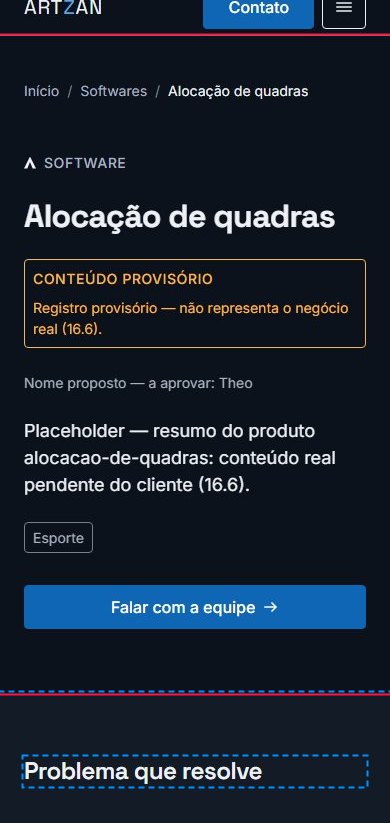 ARTZAN
Contato
Início / Softwares / Alocação de quadras
SOFTWARE
Alocação de quadras
CONTEÚDO PROVISÓRIO
Registro provisório — não representa o negócio
real (16.6).
Nome proposto — a aprovar: Theo
Placeholder — resumo do produto
alocacao-de-quadras: conteúdo real
pendente do cliente (16.6).
Esporte
Falar com a equipe →
Problema que resolve